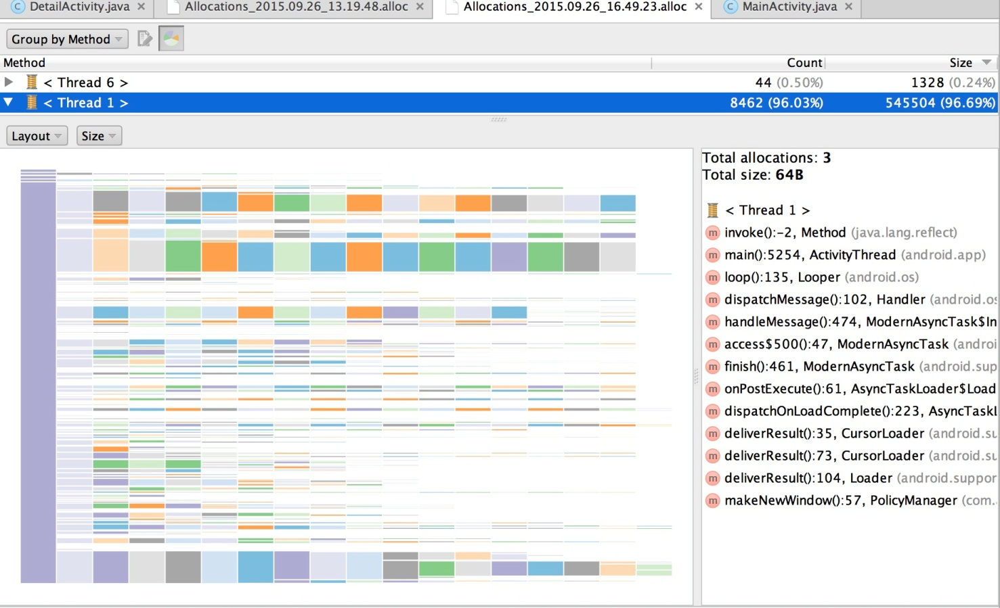 DetailActivity.java Allocations_2015.09.26_13.19.48.alloc Allocations_2015.09.26_16.49.23.alloc MainActivity.java
Group by Method
Method Count Size
< Thread 6 > 44 (0.50%) 1328 (0.24%)
< Thread 1 > 8462 (96.03%) 545504 (96.69%)
Layout Size
Total allocations: 3
Total size: 64B
< Thread 1 >
m invoke():-2, Method (java.lang.reflect)
m main():5254, ActivityThread (android.app)
m loop():135, Looper (android.os)
m dispatchMessage():102, Handler (android.os
m handleMessage():474, ModernAsyncTask$In
m access$500():47, ModernAsyncTask (androi
m finish():461, ModernAsyncTask (android.sup
m onPostExecute():61, AsyncTaskLoader$Load
m dispatchOnLoadComplete():223, AsyncTaskL
m deliverResult():35, CursorLoader (android.su
m deliverResult():73, CursorLoader (android.su
m deliverResult():104, Loader (android.suppor
m makeNewWindow():57, PolicyManager (com.